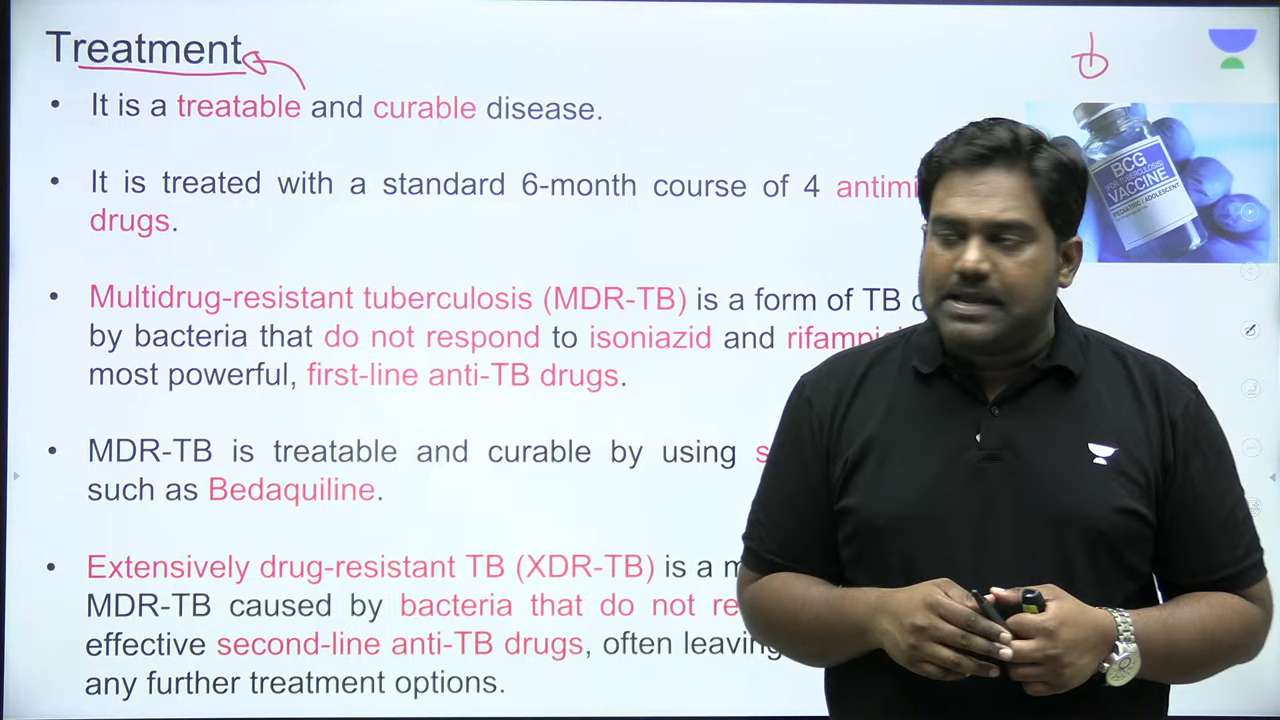 Treatment
• It is a treatable and curable disease.
• It is treated with a standard 6-month course of 4
drugs.
• Multidrug-resistant tuberculosis (MDR-TB) is a form of TB
by bacteria that do not respond to isoniazid and
most powerful, first-line anti-TB drugs.
• MDR-TB is treatable and curable by using
such as Bedaquiline.
• Extensively drug-resistant TB (XDR-TB) is a
MDR-TB caused by bacteria that do not
effective second-line anti-TB drugs, often leaving
any further treatment options.
BCG
VACCINE
PEDIATRIC / ADOLESCENT